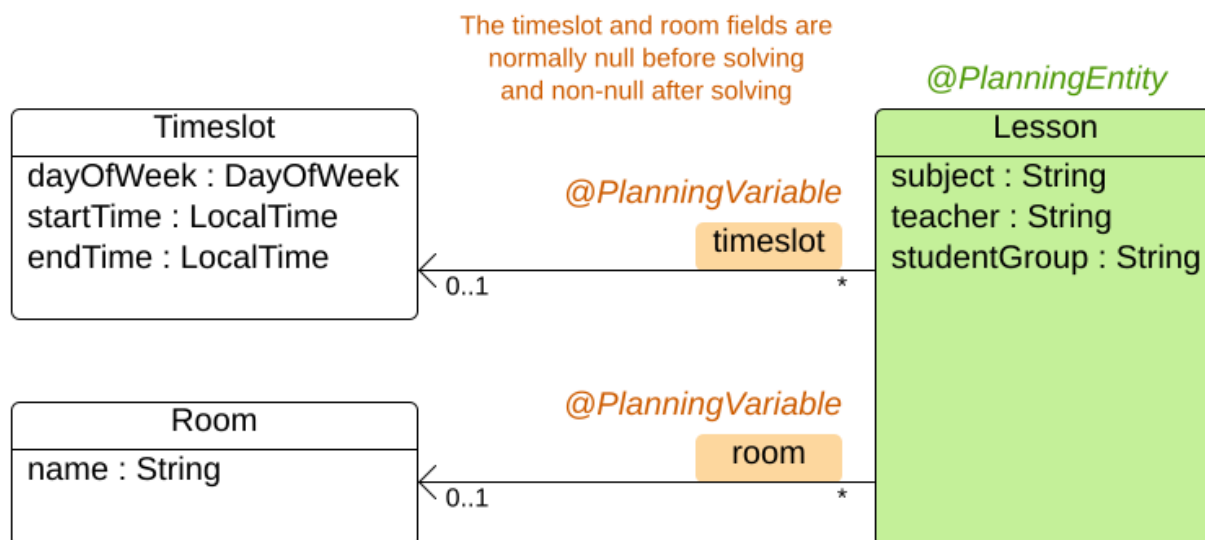 The timeslot and room fields are
normally null before solving
and non-null after solving
@PlanningEntity
Timeslot
dayOfWeek : DayOfWeek
startTime : LocalTime
endTime : LocalTime
@PlanningVariable
timeslot
0..1
*
Lesson
subject : String
teacher : String
studentGroup : String
Room
name : String
@PlanningVariable
room
0..1
*